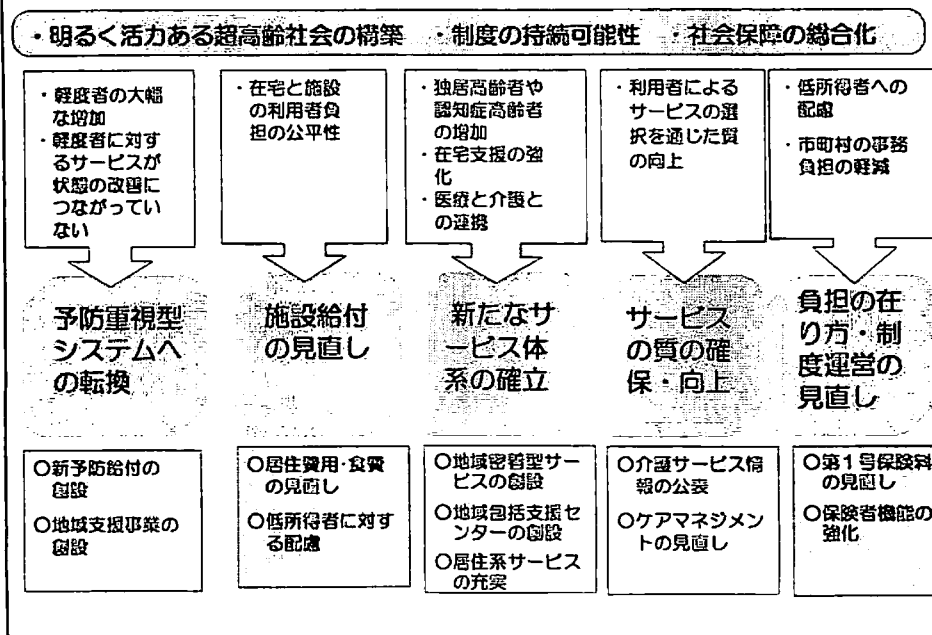 ・明るく活力ある超高齢社会の構築　・制度の持続可能性　・社会保障の総合化
・軽度者の大幅
な増加
・軽度者に対す
るサービスが
状態の改善に
つながってい
ない
・在宅と施設
の利用者負
担の公平性
・独居高齢者や
認知症高齢者
の増加
・在宅支援の強
化
・医療と介護と
の連携
・利用者による
サービスの選
択を通じた質
の向上
・低所得者への
配慮
・市町村の事務
負担の軽減
予防重視型
システムへ
の転換
施設給付
の見直し
新たなサ
ービス体
系の確立
サービス
の質の確
保・向上
負担の在
り方・制
度運営の
見直し
○新予防給付の
創設
○地域支援事業の
創設
○居住費用・食費
の見直し
○低所得者に対す
る配慮
○地域密着型サー
ビスの創設
○地域包括支援セ
ンターの創設
○居住系サービス
の充実
○介護サービス情
報の公表
○ケアマネジメン
トの見直し
○第1号保険料
の見直し
○保険者機能の
強化